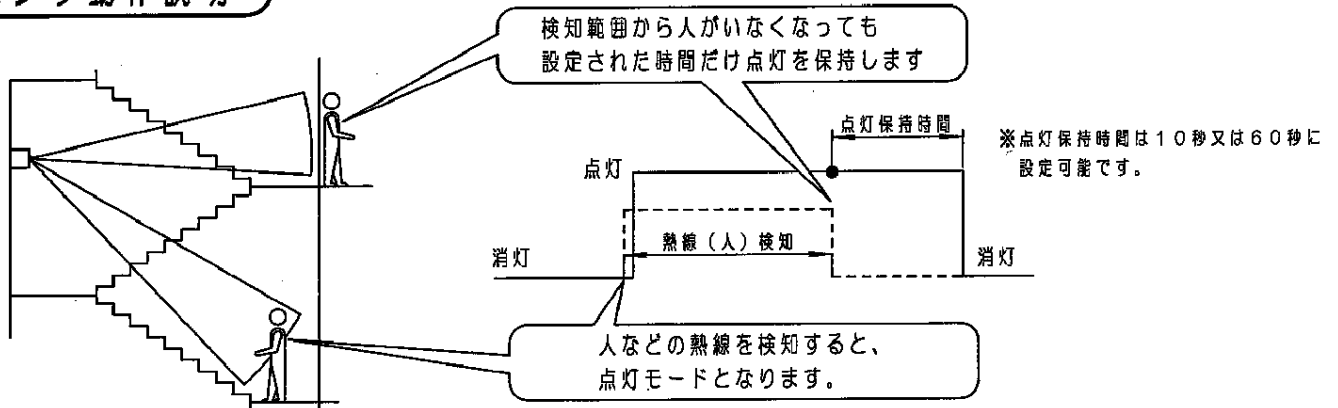 動作説明
検知範囲から人がいなくなっても
設定された時間だけ点灯を保持します
点灯保持時間
※点灯保持時間は10秒又は60秒に
設定可能です。
点灯
熱線(人)検知
消灯
消灯
人などの熱線を検知すると、
点灯モードとなります。